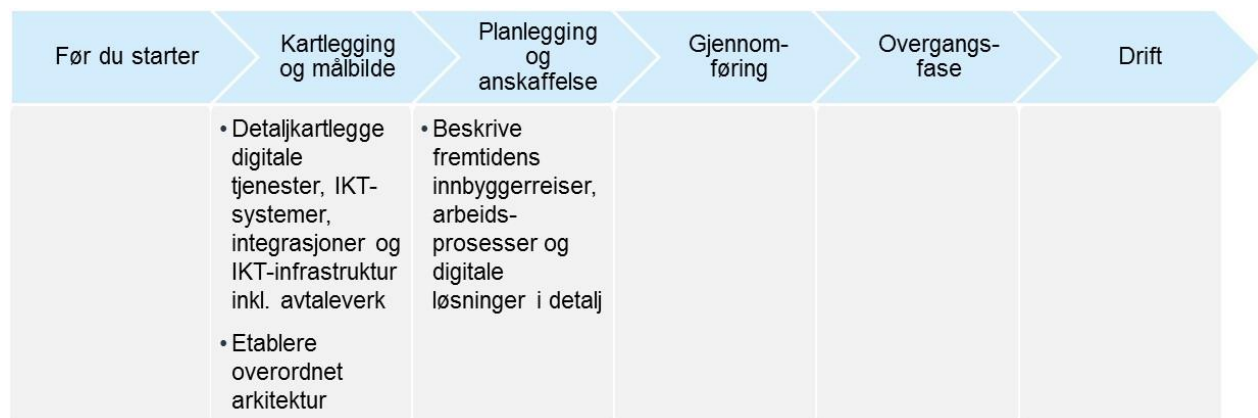 Før du starter
Kartlegging
og målbilde
Planlegging
og
anskaffelse
Gjennom-
føring
Overgangs-
fase
Drift
• Detaljkartlegge
digitale
tjenester, IKT-
systemer,
integrasjoner og
IKT-infrastruktur
inkl. avtaleverk
• Etablere
overordnet
arkitektur
• Beskrive
fremtidens
innbyggerreiser,
arbeids-
prosesser og
digitale
løsninger i detalj